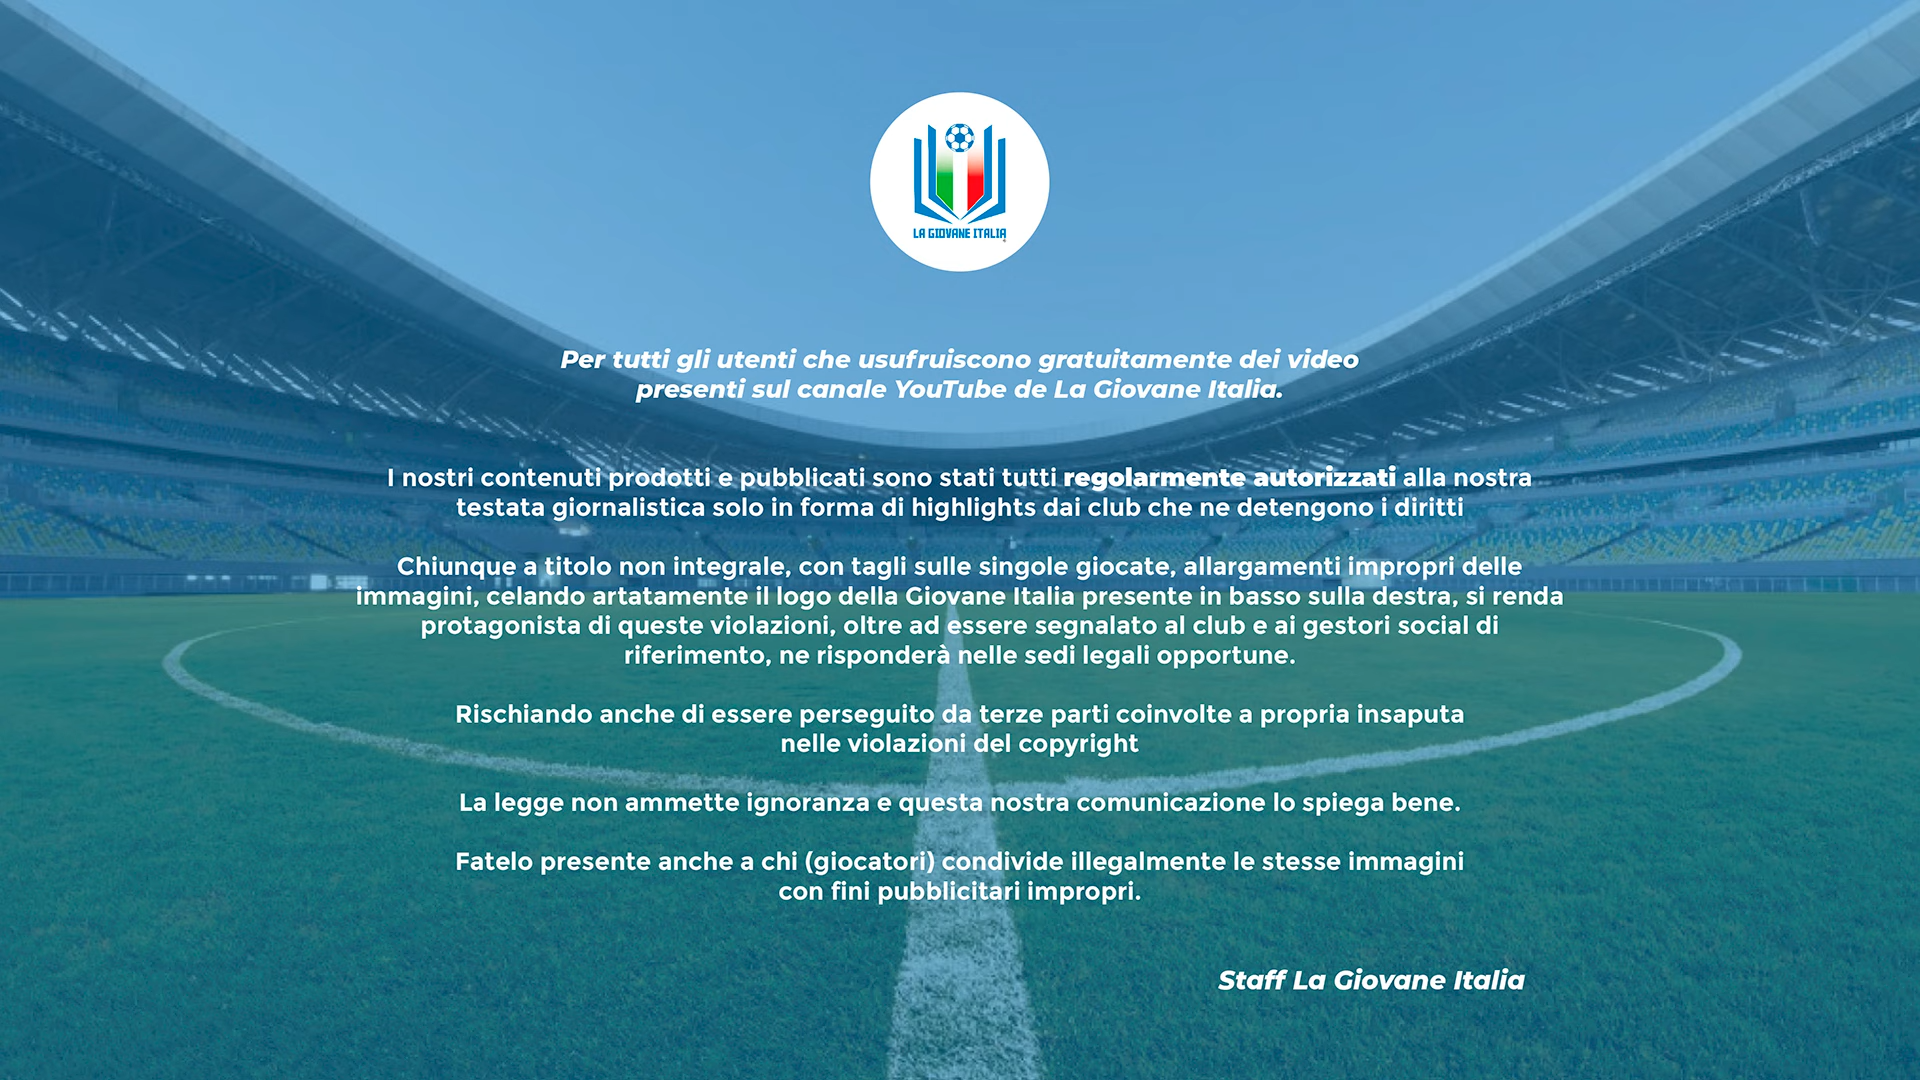 LA GIOVANE ITALIA
Per tutti gli utenti che usufruiscono gratuitamente dei video
presenti sul canale YouTube de La Giovane Italia.
I nostri contenuti prodotti e pubblicati sono stati tutti regolarmente autorizzati alla nostra
testata giornalistica solo in forma di highlights dai club che ne detengono i diritti
Chiunque a titolo non integrale, con tagli sulle singole giocate, allargamenti impropri delle
immagini, celando artatamente il logo della Giovane Italia presente in basso sulla destra, si renda
protagonista di queste violazioni, oltre ad essere segnalato al club e ai gestori social di
riferimento, ne risponderà nelle sedi legali opportune.
Rischiando anche di essere perseguito da terze parti coinvolte a propria insaputa
nelle violazioni del copyright
La legge non ammette ignoranza e questa nostra comunicazione lo spiega bene.
Fatelo presente anche a chi (giocatori) condivide illegalmente le stesse immagini
con fini pubblicitari impropri.
Staff La Giovane Italia